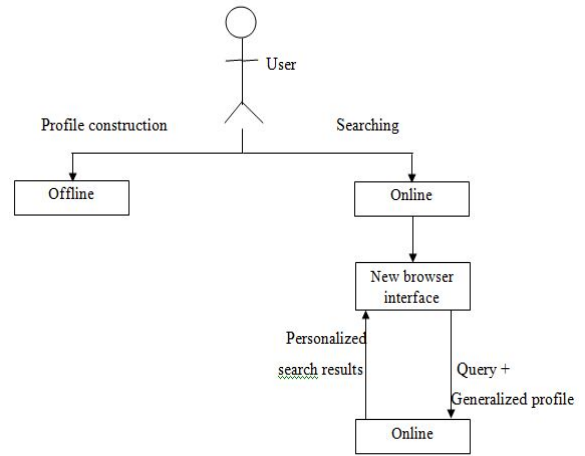 User
Profile construction
Searching
Offline
Online
New browser
interface
Personalized
search results
Query +
Generalized profile
Online